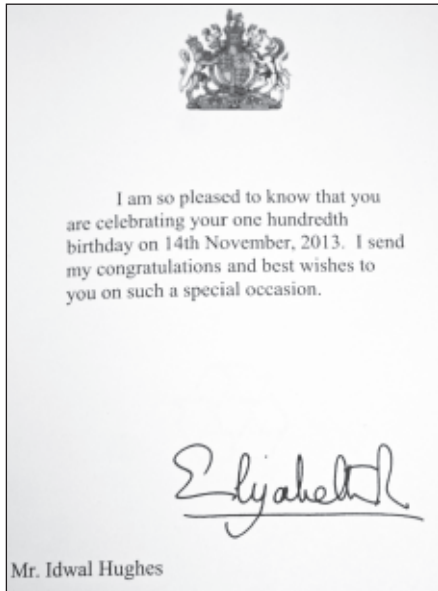 I am so pleased to know that you
are celebrating your one hundredth
birthday on 14th November, 2013.  I send
my congratulations and best wishes to
you on such a special occasion.
Elizabeth R
Mr. Idwal Hughes